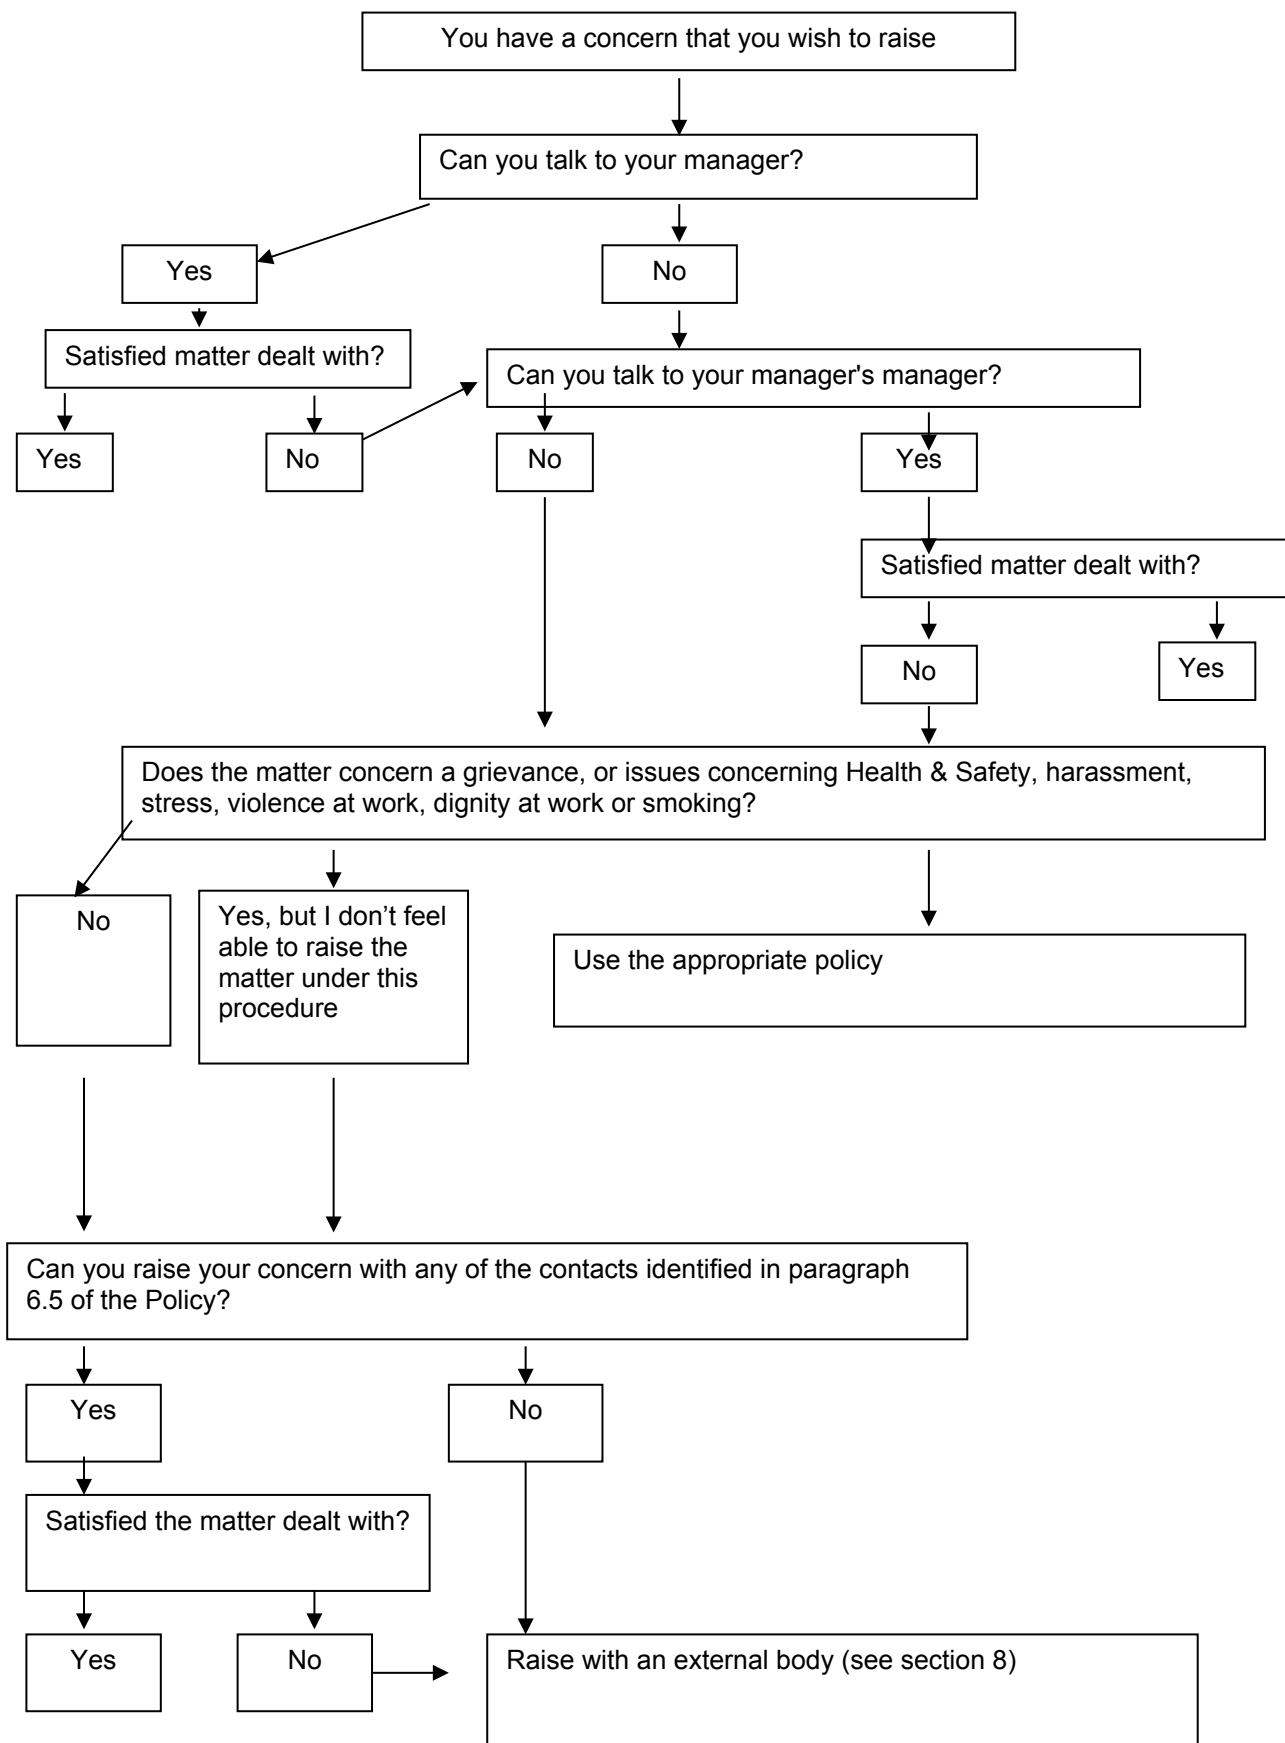 You have a concern that you wish to raise
Can you talk to your manager?
Yes
No
Satisfied matter dealt with?
Can you talk to your manager's manager?
Yes
No
No
Yes
Satisfied matter dealt with?
No
Yes
Does the matter concern a grievance, or issues concerning Health & Safety, harassment,
stress, violence at work, dignity at work or smoking?
No
Yes, but I don’t feel
able to raise the
matter under this
procedure
Use the appropriate policy
Can you raise your concern with any of the contacts identified in paragraph
6.5 of the Policy?
Yes
No
Satisfied the matter dealt with?
Yes
No
Raise with an external body (see section 8)